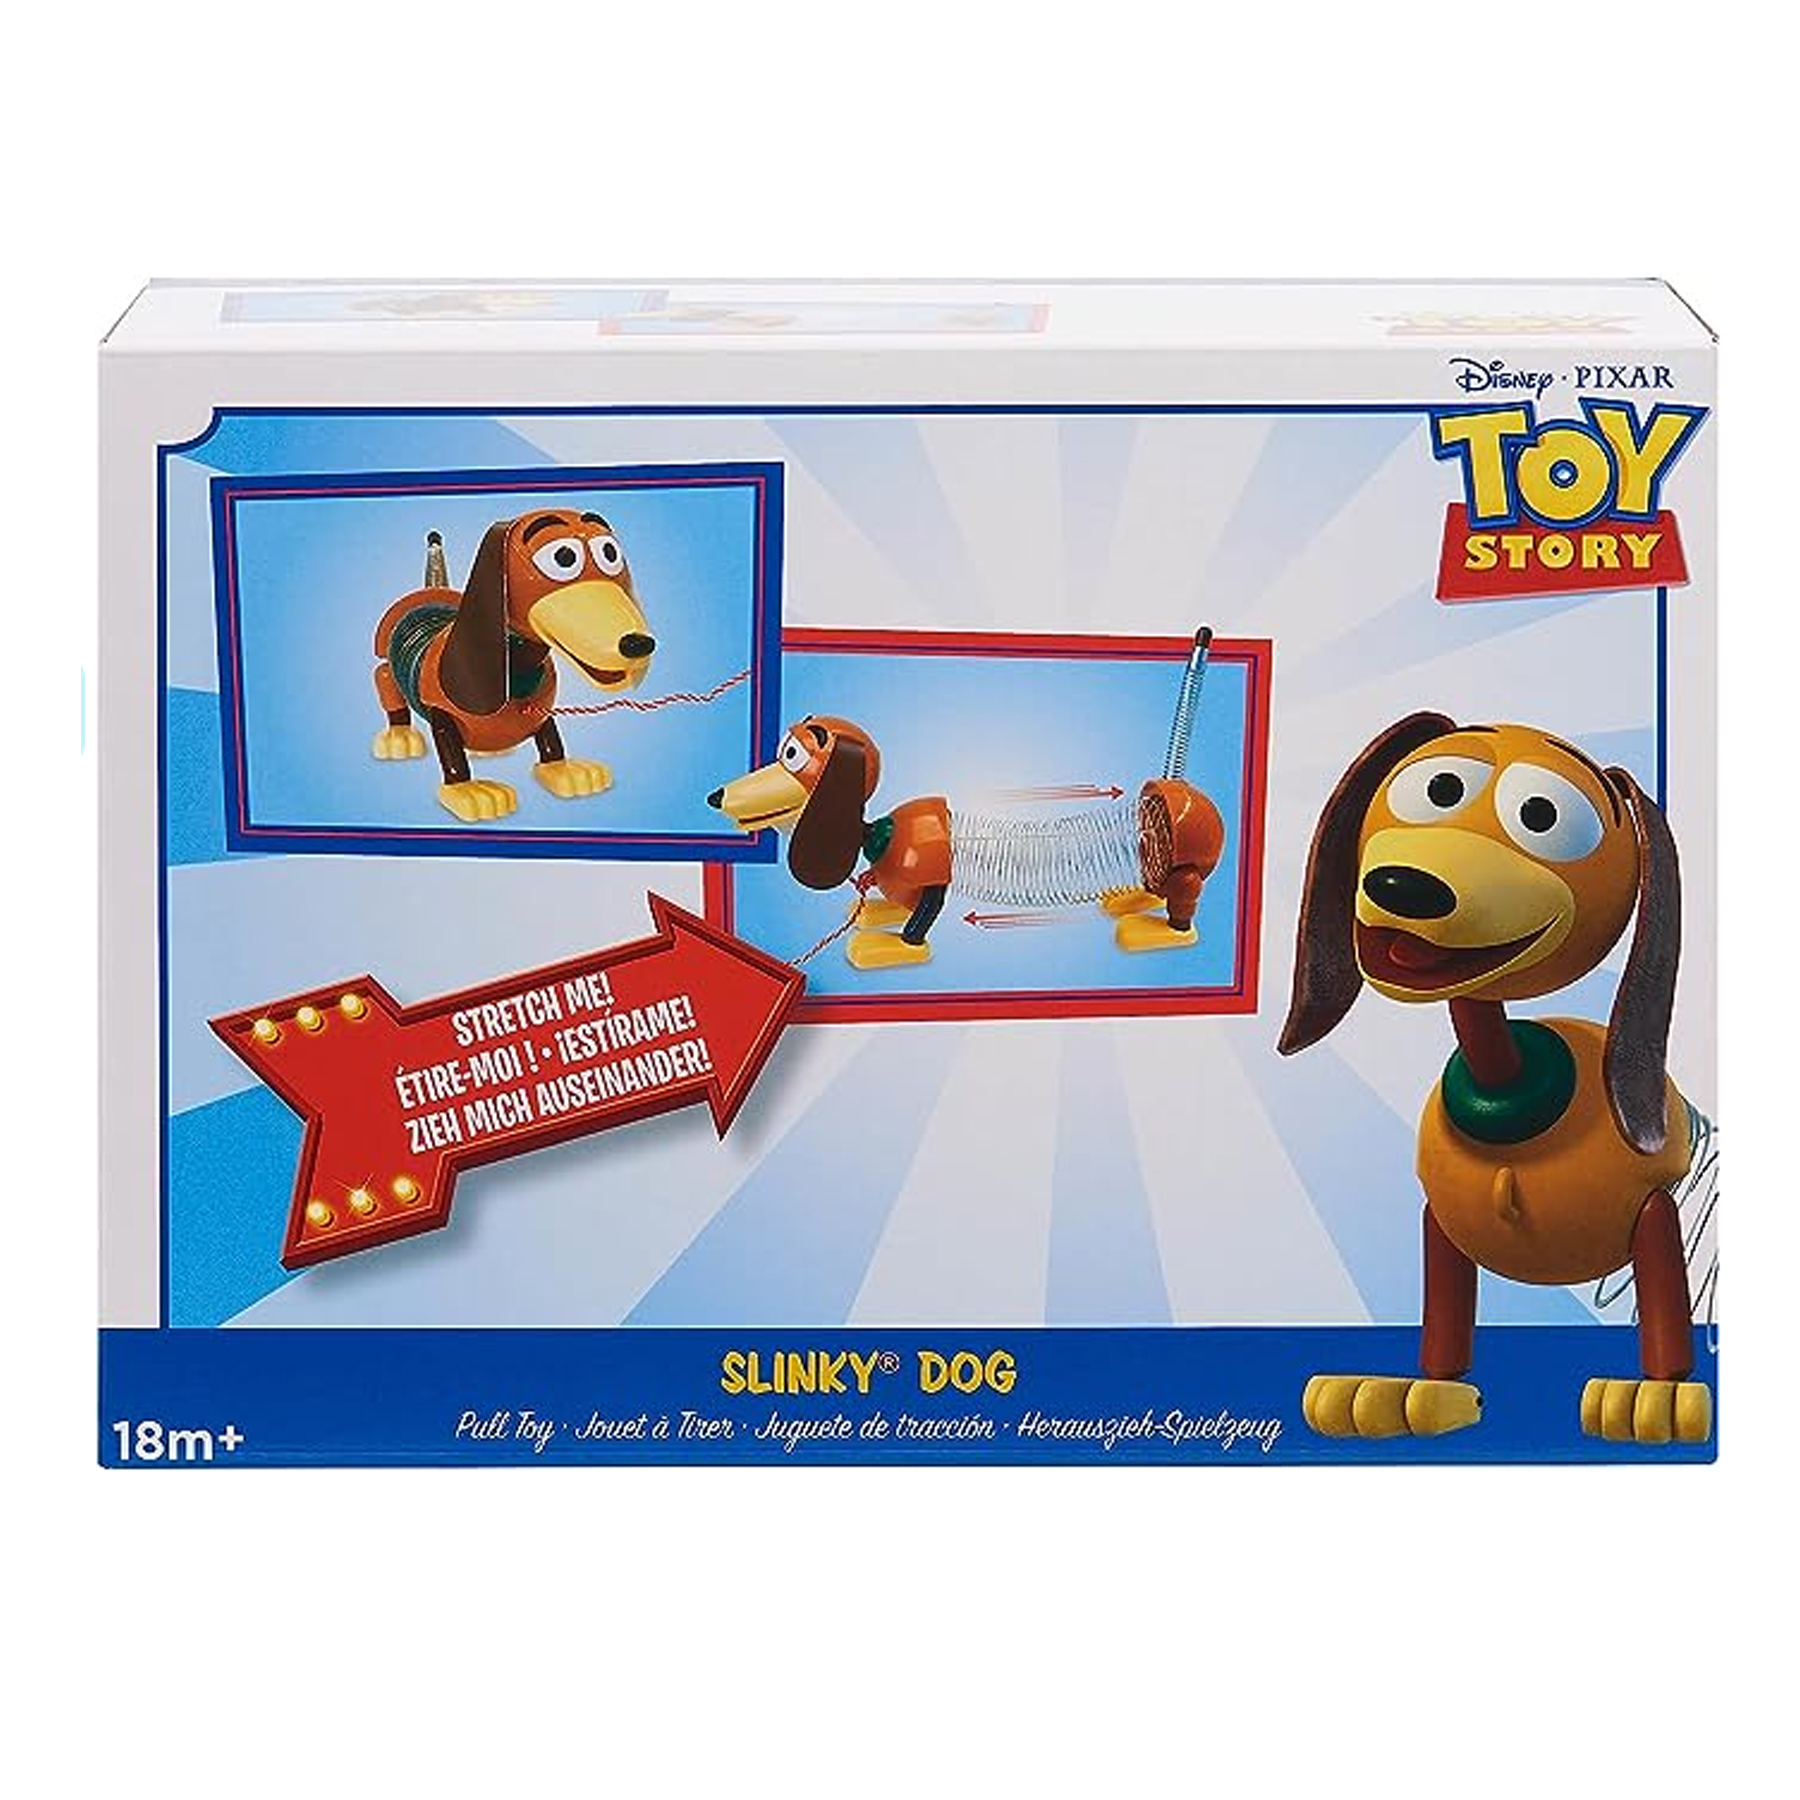 Disney · PIXAR
TOY
STORY
STRETCH ME!
ÉTIRE-MOI ! · ¡ESTÍRAME!
ZIEH MICH AUSEINANDER!
SLINKY® DOG
Pull Toy · Jouet à Tirer · Juguete de tracción · Herauszieh-Spielzeug
18m+